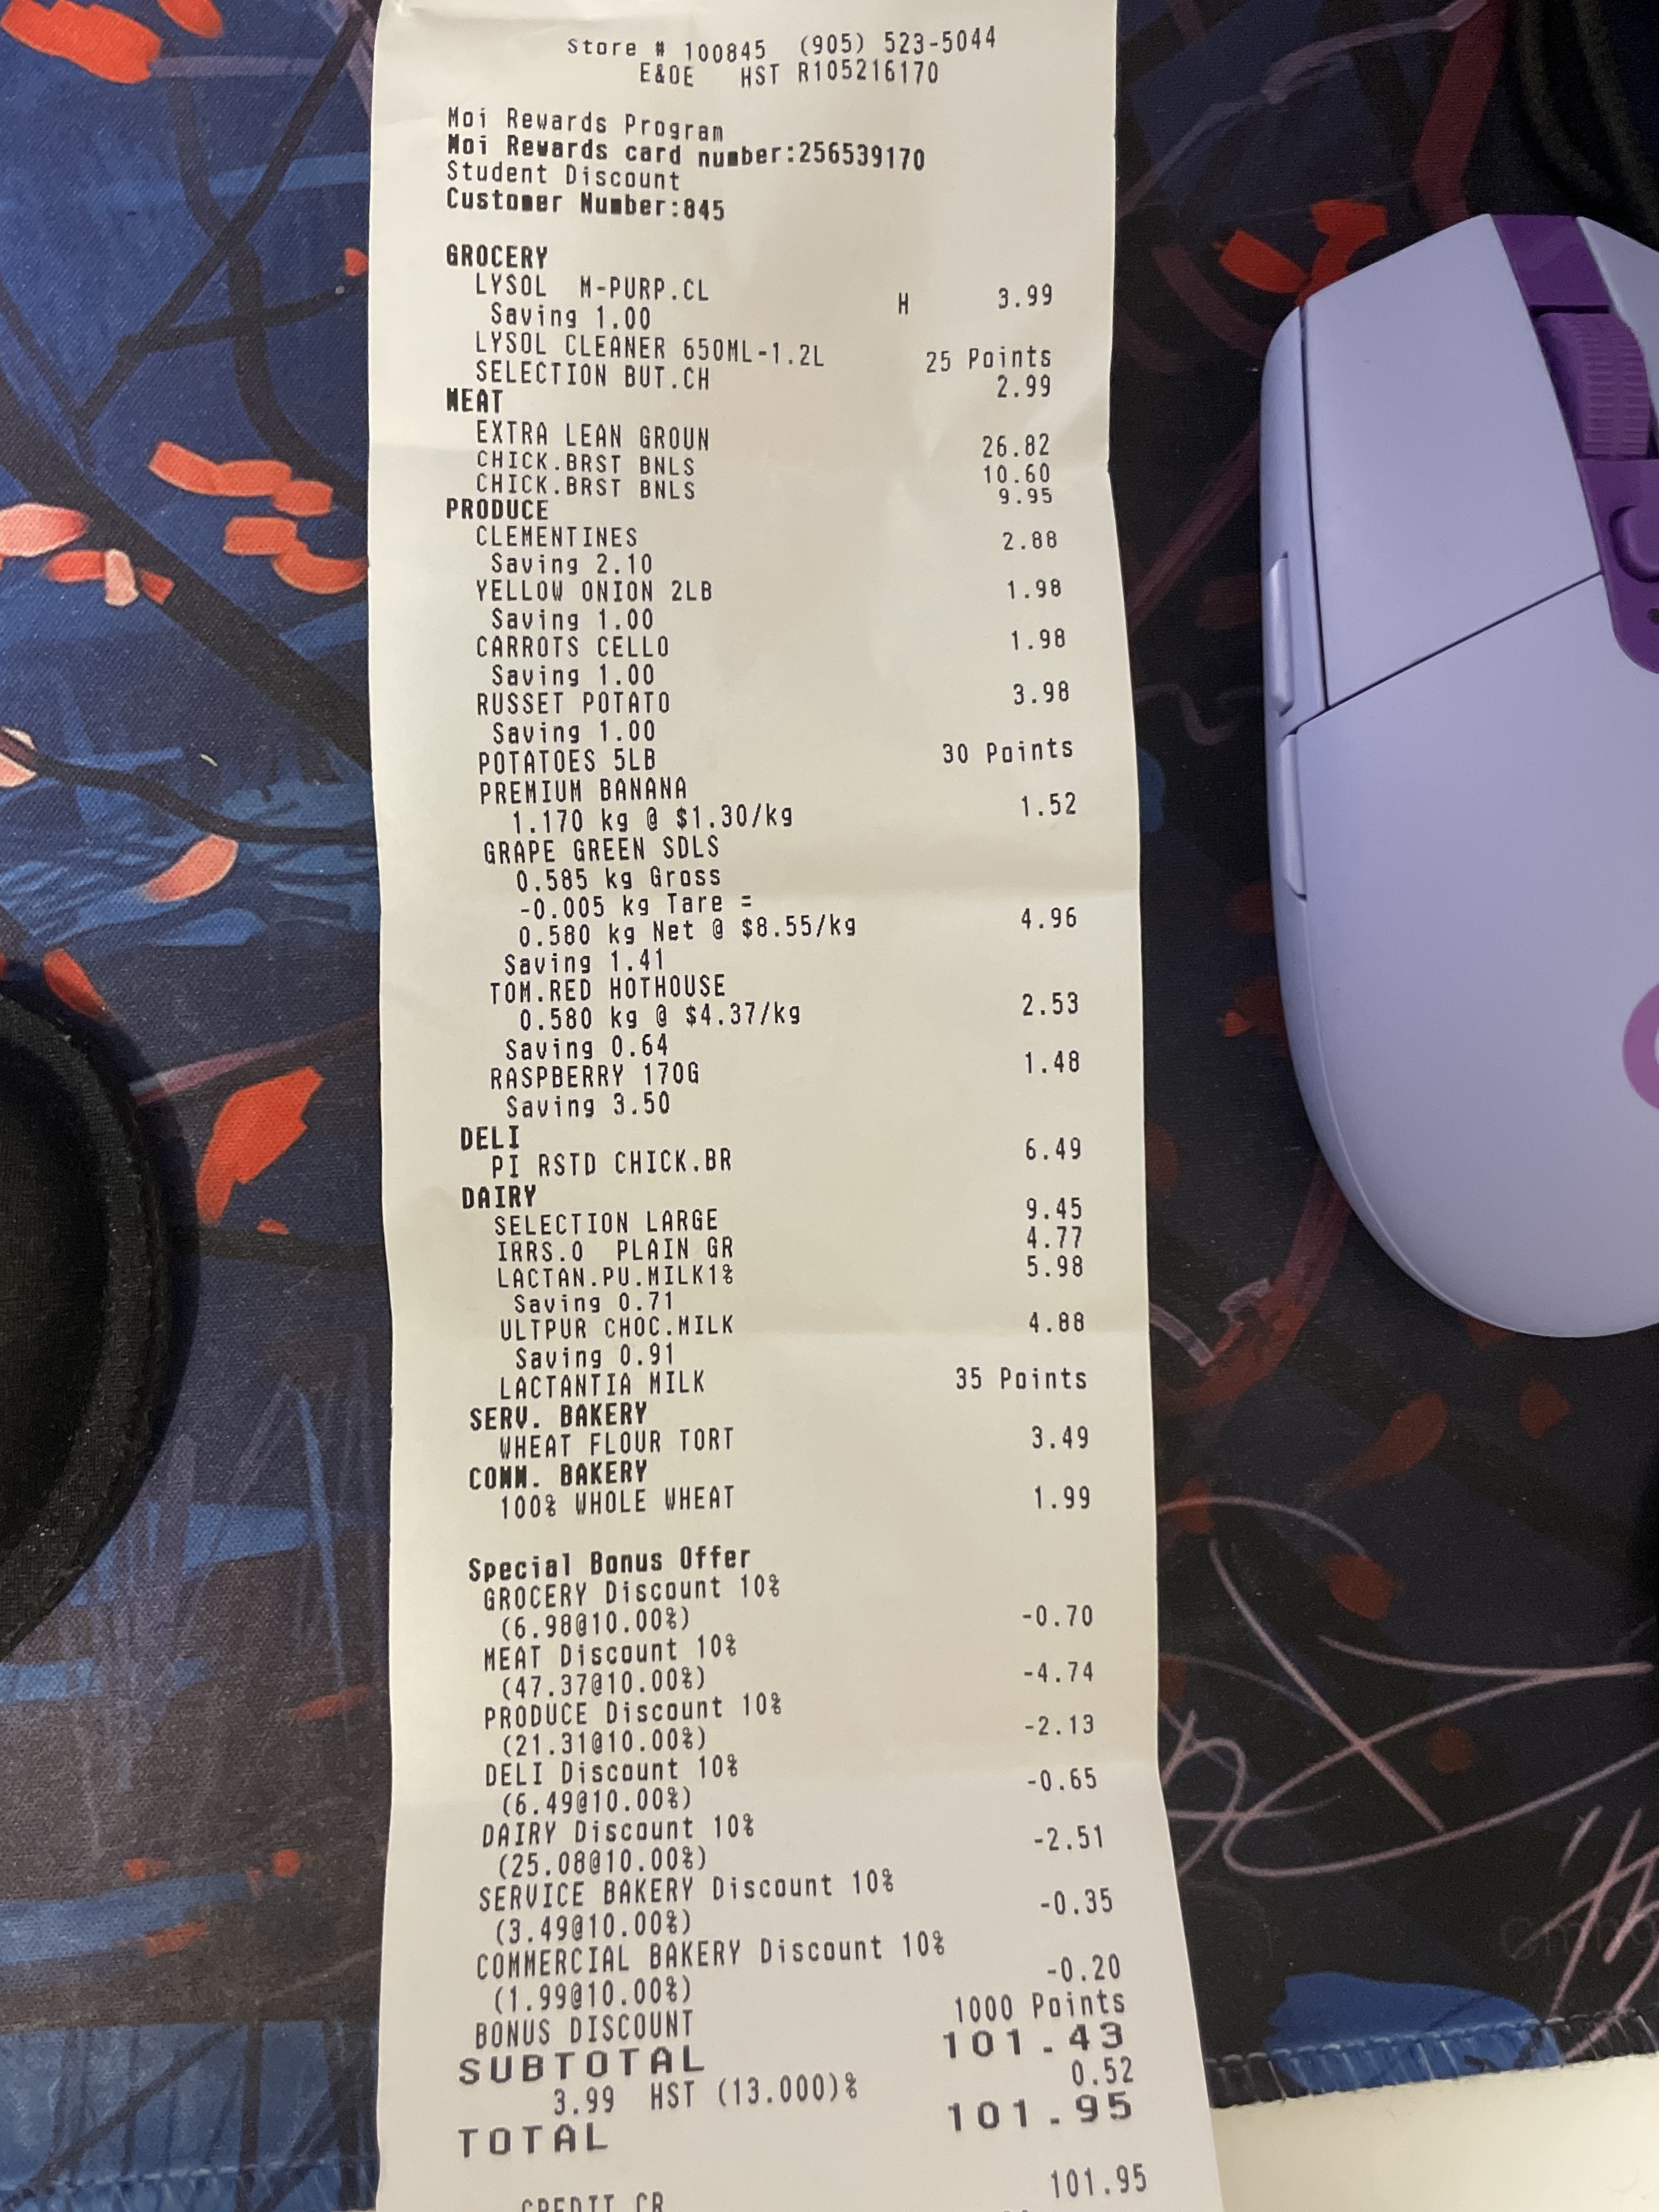 Store # 100845 (905) 523-5044
E&OE HST R105216170
Moi Rewards Program
Moi Rewards card number:256539170
Student Discount
Customer Number:845
GROCERY
LYSOL M-PURP.CL H 3.99
Saving 1.00
LYSOL CLEANER 650ML-1.2L 25 Points
SELECTION BUT.CH 2.99
MEAT
EXTRA LEAN GROUN 26.82
CHICK.BRST BNLS 10.60
CHICK.BRST BNLS 9.95
PRODUCE
CLEMENTINES 2.88
Saving 2.10
YELLOW ONION 2LB 1.98
Saving 1.00
CARROTS CELLO 1.98
Saving 1.00
RUSSET POTATO 3.98
Saving 1.00
POTATOES 5LB 30 Points
PREMIUM BANANA
1.170 kg @ $1.30/kg 1.52
GRAPE GREEN SDLS
0.585 kg Gross
-0.005 kg Tare =
0.580 kg Net @ $8.55/kg 4.96
Saving 1.41
TOM.RED HOTHOUSE
0.580 kg @ $4.37/kg 2.53
Saving 0.64
RASPBERRY 170G 1.48
Saving 3.50
DELI
PI RSTD CHICK.BR 6.49
DAIRY
SELECTION LARGE 9.45
IRRS.O PLAIN GR 4.77
LACTAN.PU.MILK1% 5.98
Saving 0.71
ULTPUR CHOC.MILK 4.88
Saving 0.91
LACTANTIA MILK 35 Points
SERV. BAKERY
WHEAT FLOUR TORT 3.49
COMM. BAKERY
100% WHOLE WHEAT 1.99
Special Bonus Offer
GROCERY Discount 10%
(6.98@10.00%) -0.70
MEAT Discount 10%
(47.37@10.00%) -4.74
PRODUCE Discount 10%
(21.31@10.00%) -2.13
DELI Discount 10%
(6.49@10.00%) -0.65
DAIRY Discount 10%
(25.08@10.00%) -2.51
SERVICE BAKERY Discount 10%
(3.49@10.00%) -0.35
COMMERCIAL BAKERY Discount 10%
(1.99@10.00%) -0.20
BONUS DISCOUNT 1000 Points
SUBTOTAL 101.43
3.99 HST (13.000)% 0.52
TOTAL 101.95
CREDIT CR 101.95